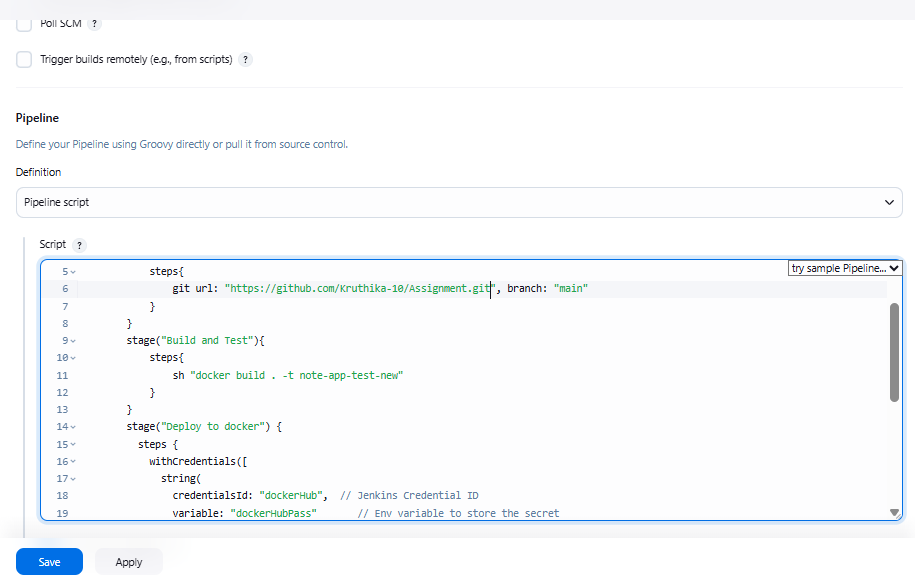 Poll SCM ?
Trigger builds remotely (e.g., from scripts) ?
Pipeline
Define your Pipeline using Groovy directly or pull it from source control.
Definition
Pipeline script
Script ?
try sample Pipeline...
5 steps{
6 git url: "https://github.com/Kruthika-10/Assignment.git", branch: "main"
7 }
8 }
9 stage("Build and Test"){
10 steps{
11 sh "docker build . -t note-app-test-new"
12 }
13 }
14 stage("Deploy to docker") {
15 steps {
16 withCredentials([
17 string(
18 credentialsId: "dockerHub", // Jenkins Credential ID
19 variable: "dockerHubPass" // Env variable to store the secret
Save Apply